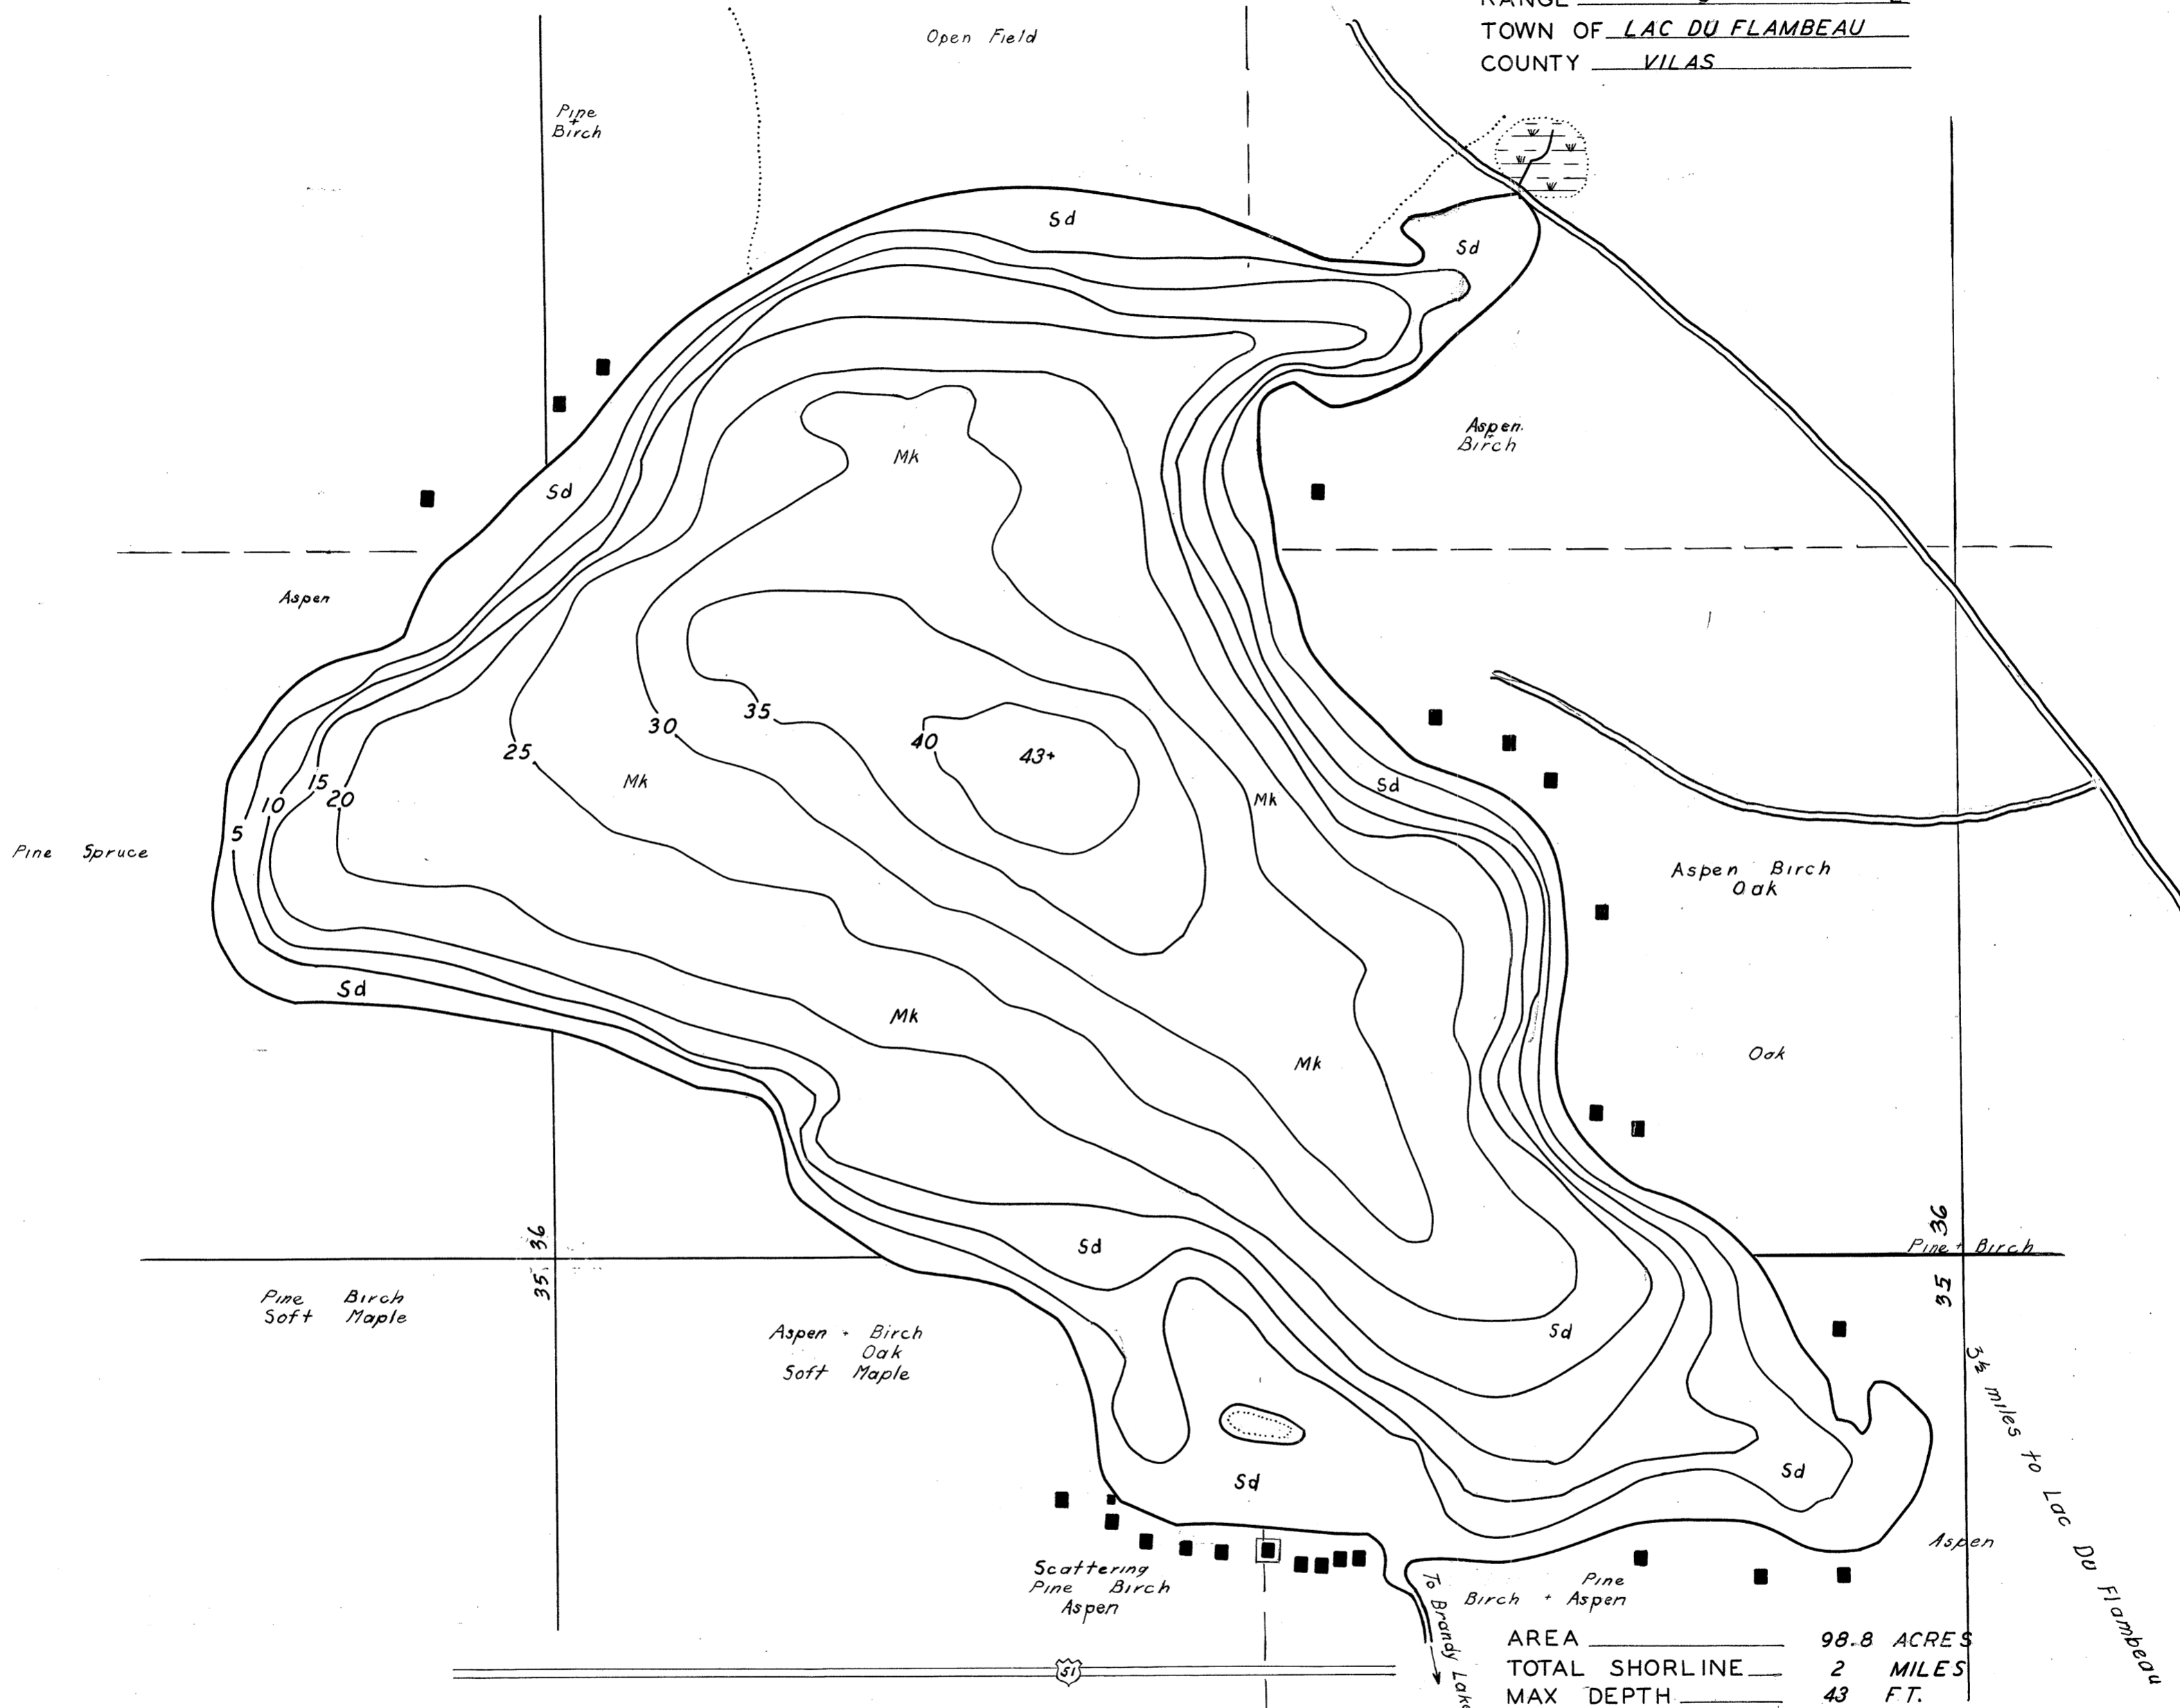 RANGE
TOWN OF LAC DU FLAMBEAU
COUNTY VILAS
Open Field
Pine
+
Birch
Sd
Sd
Aspen
+
Birch
Mk
Sd
Aspen
30
35
40
43+
25
Mk
15
20
10
5
Mk
Sd
Pine Spruce
Aspen Birch
Oak
Sd
Mk
Mk
Oak
36
35
Sd
36
Pine + Birch
35
Pine Birch
Soft Maple
Aspen + Birch
Oak
Soft Maple
Sd
3½ miles to Lac Du Flambeau
Sd
Sd
Aspen
Scattering
Pine Birch
Aspen
To Brandy Lake
Pine
Birch + Aspen
51
AREA 98.8 ACRES
TOTAL SHORLINE 2 MILES
MAX DEPTH 43 FT.